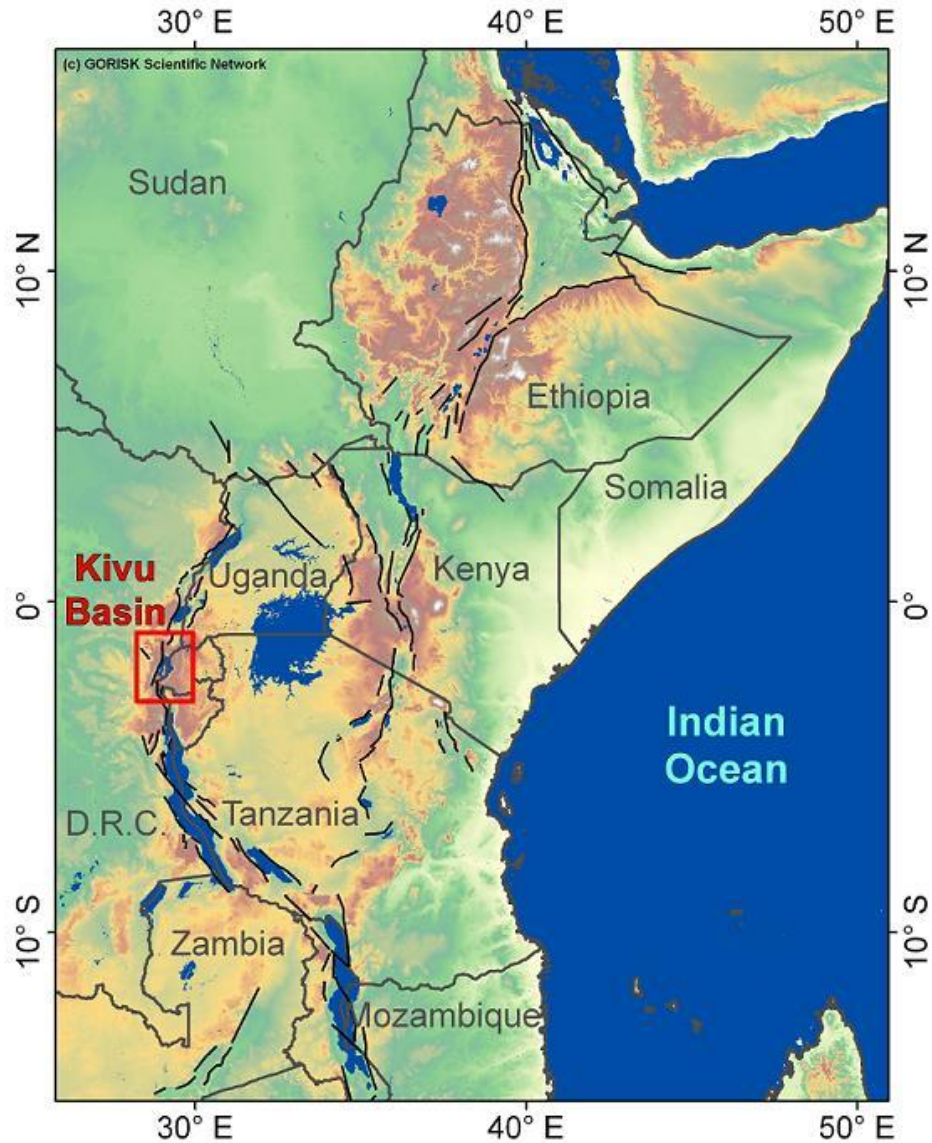 30° E 40° E 50° E
(c) GORISK Scientific Network
Sudan
10° N 10° N
Ethiopia
Somalia
Kivu
Basin
Uganda
Kenya
0° 0°
Indian
Ocean
D.R.C.
Tanzania
10° S 10° S
Zambia
Mozambique
30° E 40° E 50° E